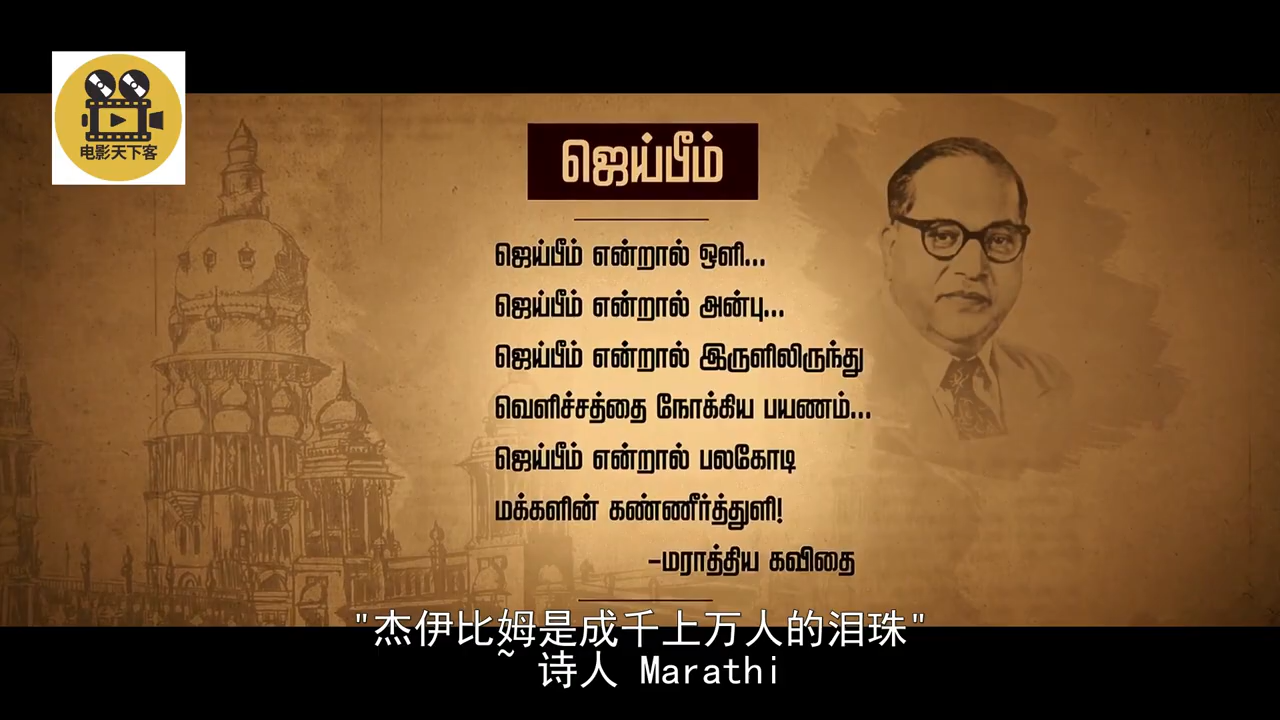 电影天下客
ஜெய்பீம்
ஜெய்பீம் என்றால் ஒளி...
ஜெய்பீம் என்றால் அன்பு...
ஜெய்பீம் என்றால் இருளிலிருந்து
வெளிச்சத்தை நோக்கிய பயணம்...
ஜெய்பீம் என்றால் பலகோடி
மக்களின் கண்ணீர்த்துளி!
-மராத்திய கவிதை
"杰伊比姆是成千上万人的泪珠"
~ 诗人 Marathi